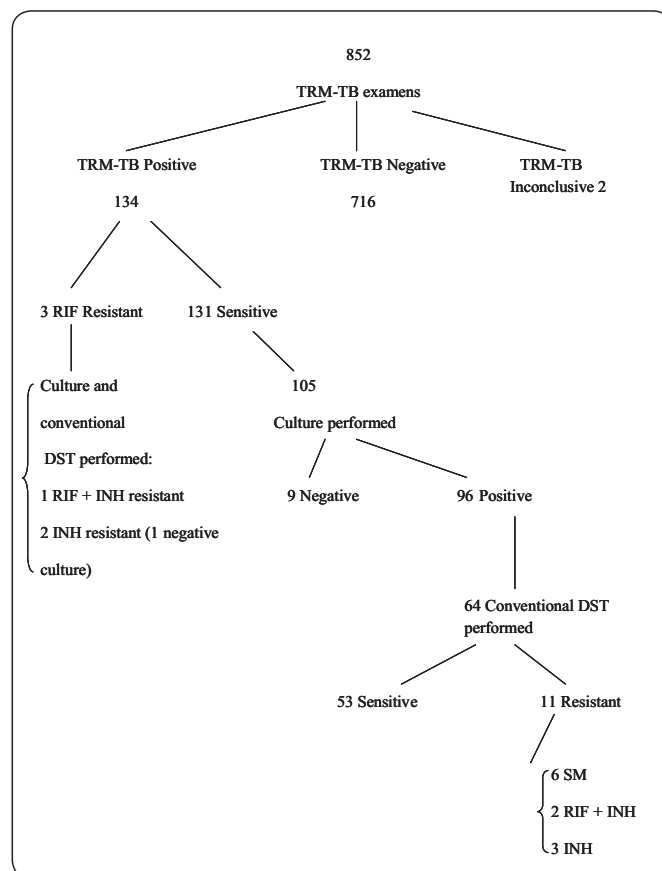 852
TRM-TB examens
TRM-TB Positive
TRM-TB Negative
TRM-TB
Inconclusive 2
134
716
3 RIF Resistant
131 Sensitive
Culture and
conventional
DST performed:
1 RIF + INH resistant
2 INH resistant (1 negative
culture)
105
Culture performed
9 Negative
96 Positive
64 Conventional DST
performed
53 Sensitive
11 Resistant
6 SM
2 RIF + INH
3 INH